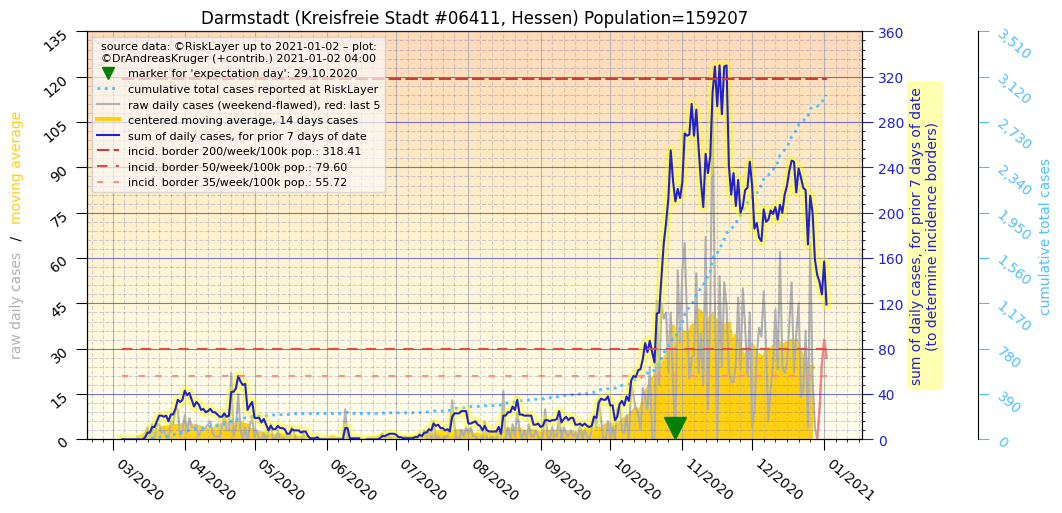 Darmstadt (Kreisfreie Stadt #06411, Hessen) Population=159207
source data: ©RiskLayer up to 2021-01-02 – plot:
©DrAndreasKruger (+contrib.) 2021-01-02 04:00
marker for 'expectation day': 29.10.2020
cumulative total cases reported at RiskLayer
raw daily cases (weekend-flawed), red: last 5
centered moving average, 14 days cases
sum of daily cases, for prior 7 days of date
incid. border 200/week/100k pop.: 318.41
incid. border 50/week/100k pop.: 79.60
incid. border 35/week/100k pop.: 55.72
raw daily cases / moving average
135
120
105
90
75
60
45
30
15
0
03/2020
04/2020
05/2020
06/2020
07/2020
08/2020
09/2020
10/2020
11/2020
12/2020
01/2021
360
320
280
240
200
160
120
80
40
0
sum of daily cases, for prior 7 days of date
(to determine incidence borders)
3,510
3,120
2,730
2,340
1,950
1,560
1,170
780
390
0
cumulative total cases